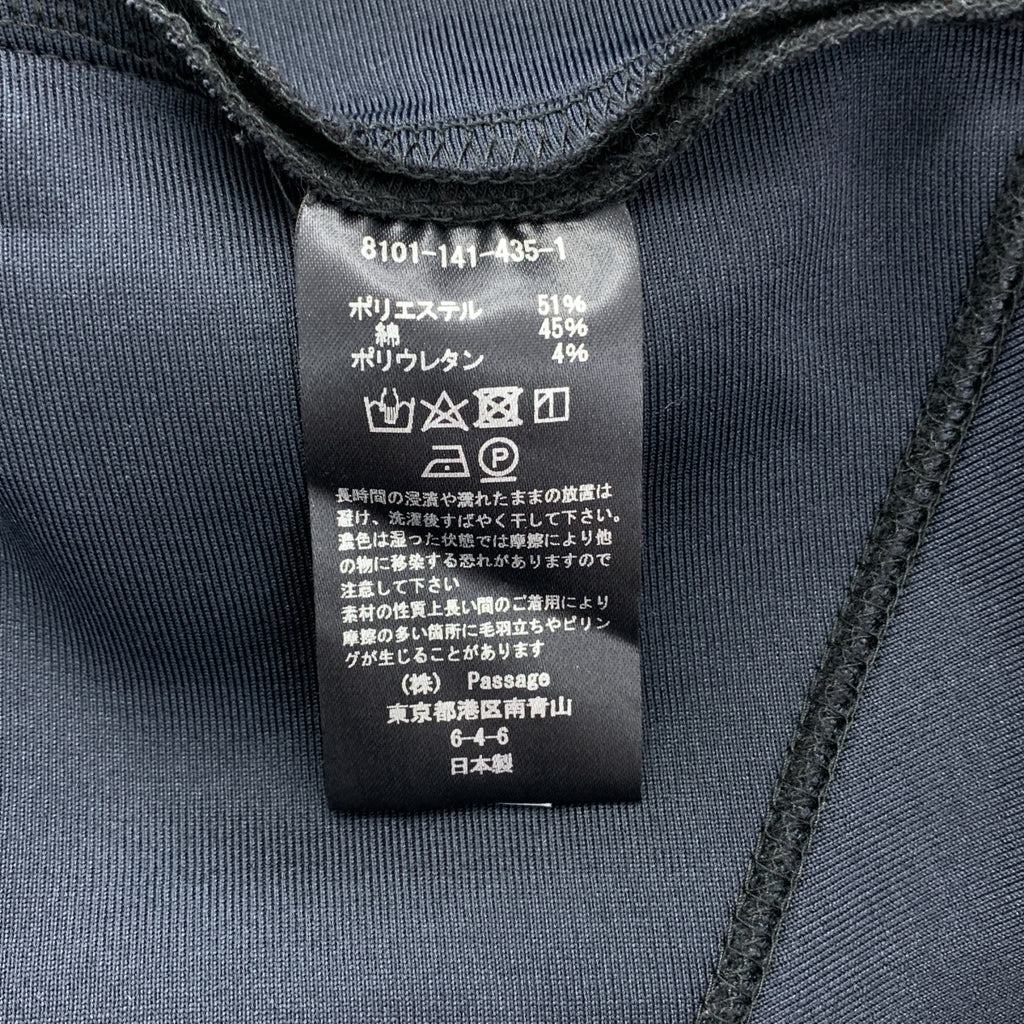 8101-141-435-1
ポリエステル 51%
綿 45%
ポリウレタン 4%
P
長時間の浸漬や濡れたままの放置は
避け、洗濯後すばやく干して下さい。
濃色は湿った状態では摩擦により他
の物に移染する恐れがありますので
注意して下さい
素材の性質上長い間のご着用により
摩擦の多い箇所に毛羽立ちやピリン
グが生じることがあります
(株) Passage
東京都港区南青山
6-4-6
日本製